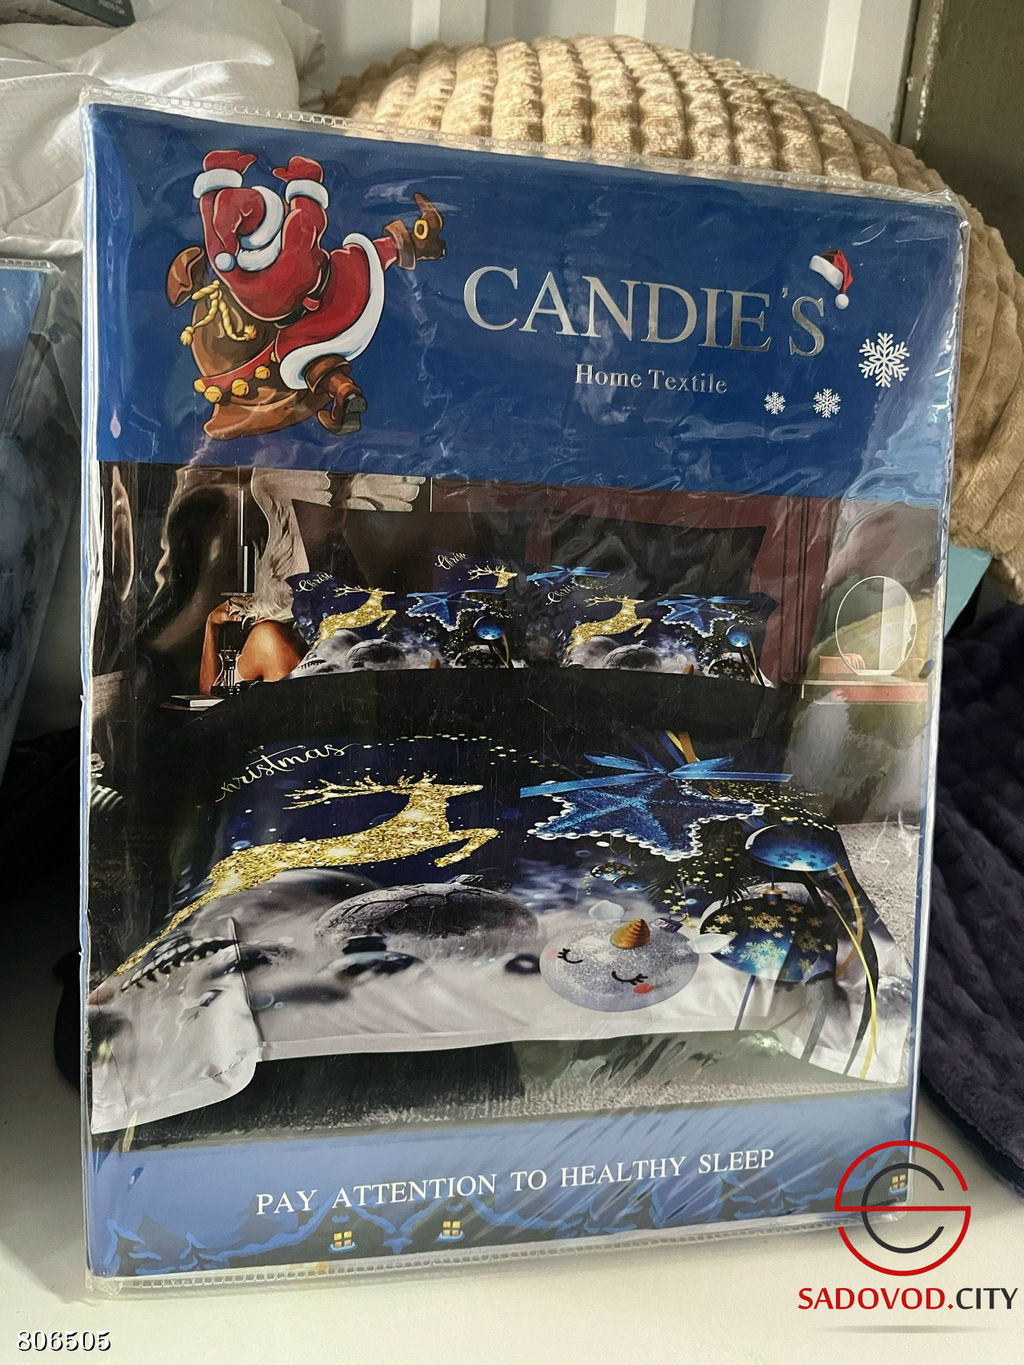 CANDIE'S
Home Textile
Christmas
PAY ATTENTION TO HEALTHY SLEEP
SADOVOD.CITY
806505